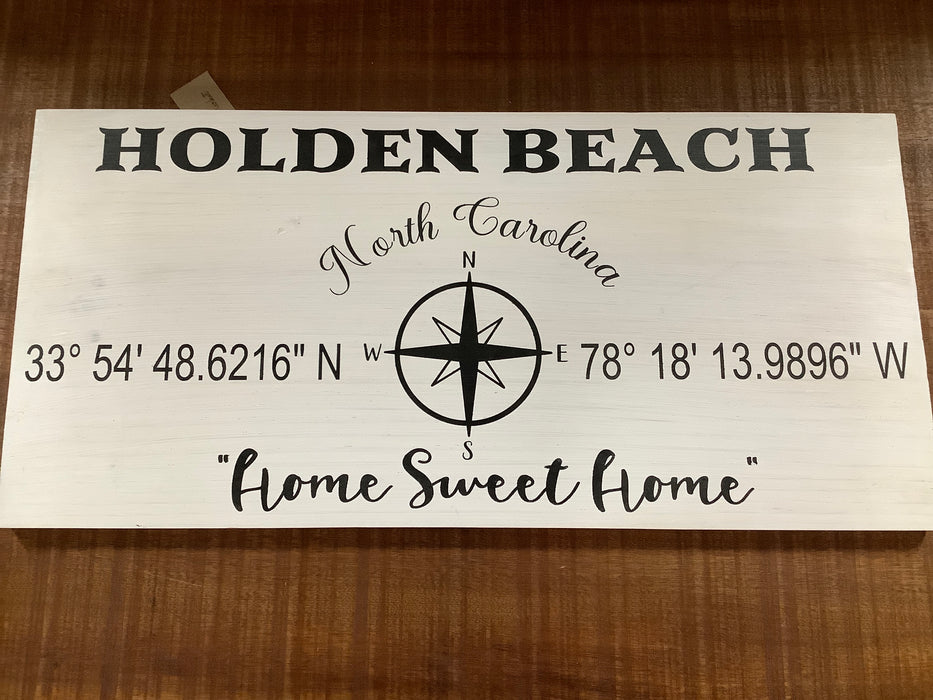 HOLDEN BEACH
North Carolina
N
33° 54' 48.6216" N W E 78° 18' 13.9896" W
S
"Home Sweet Home"